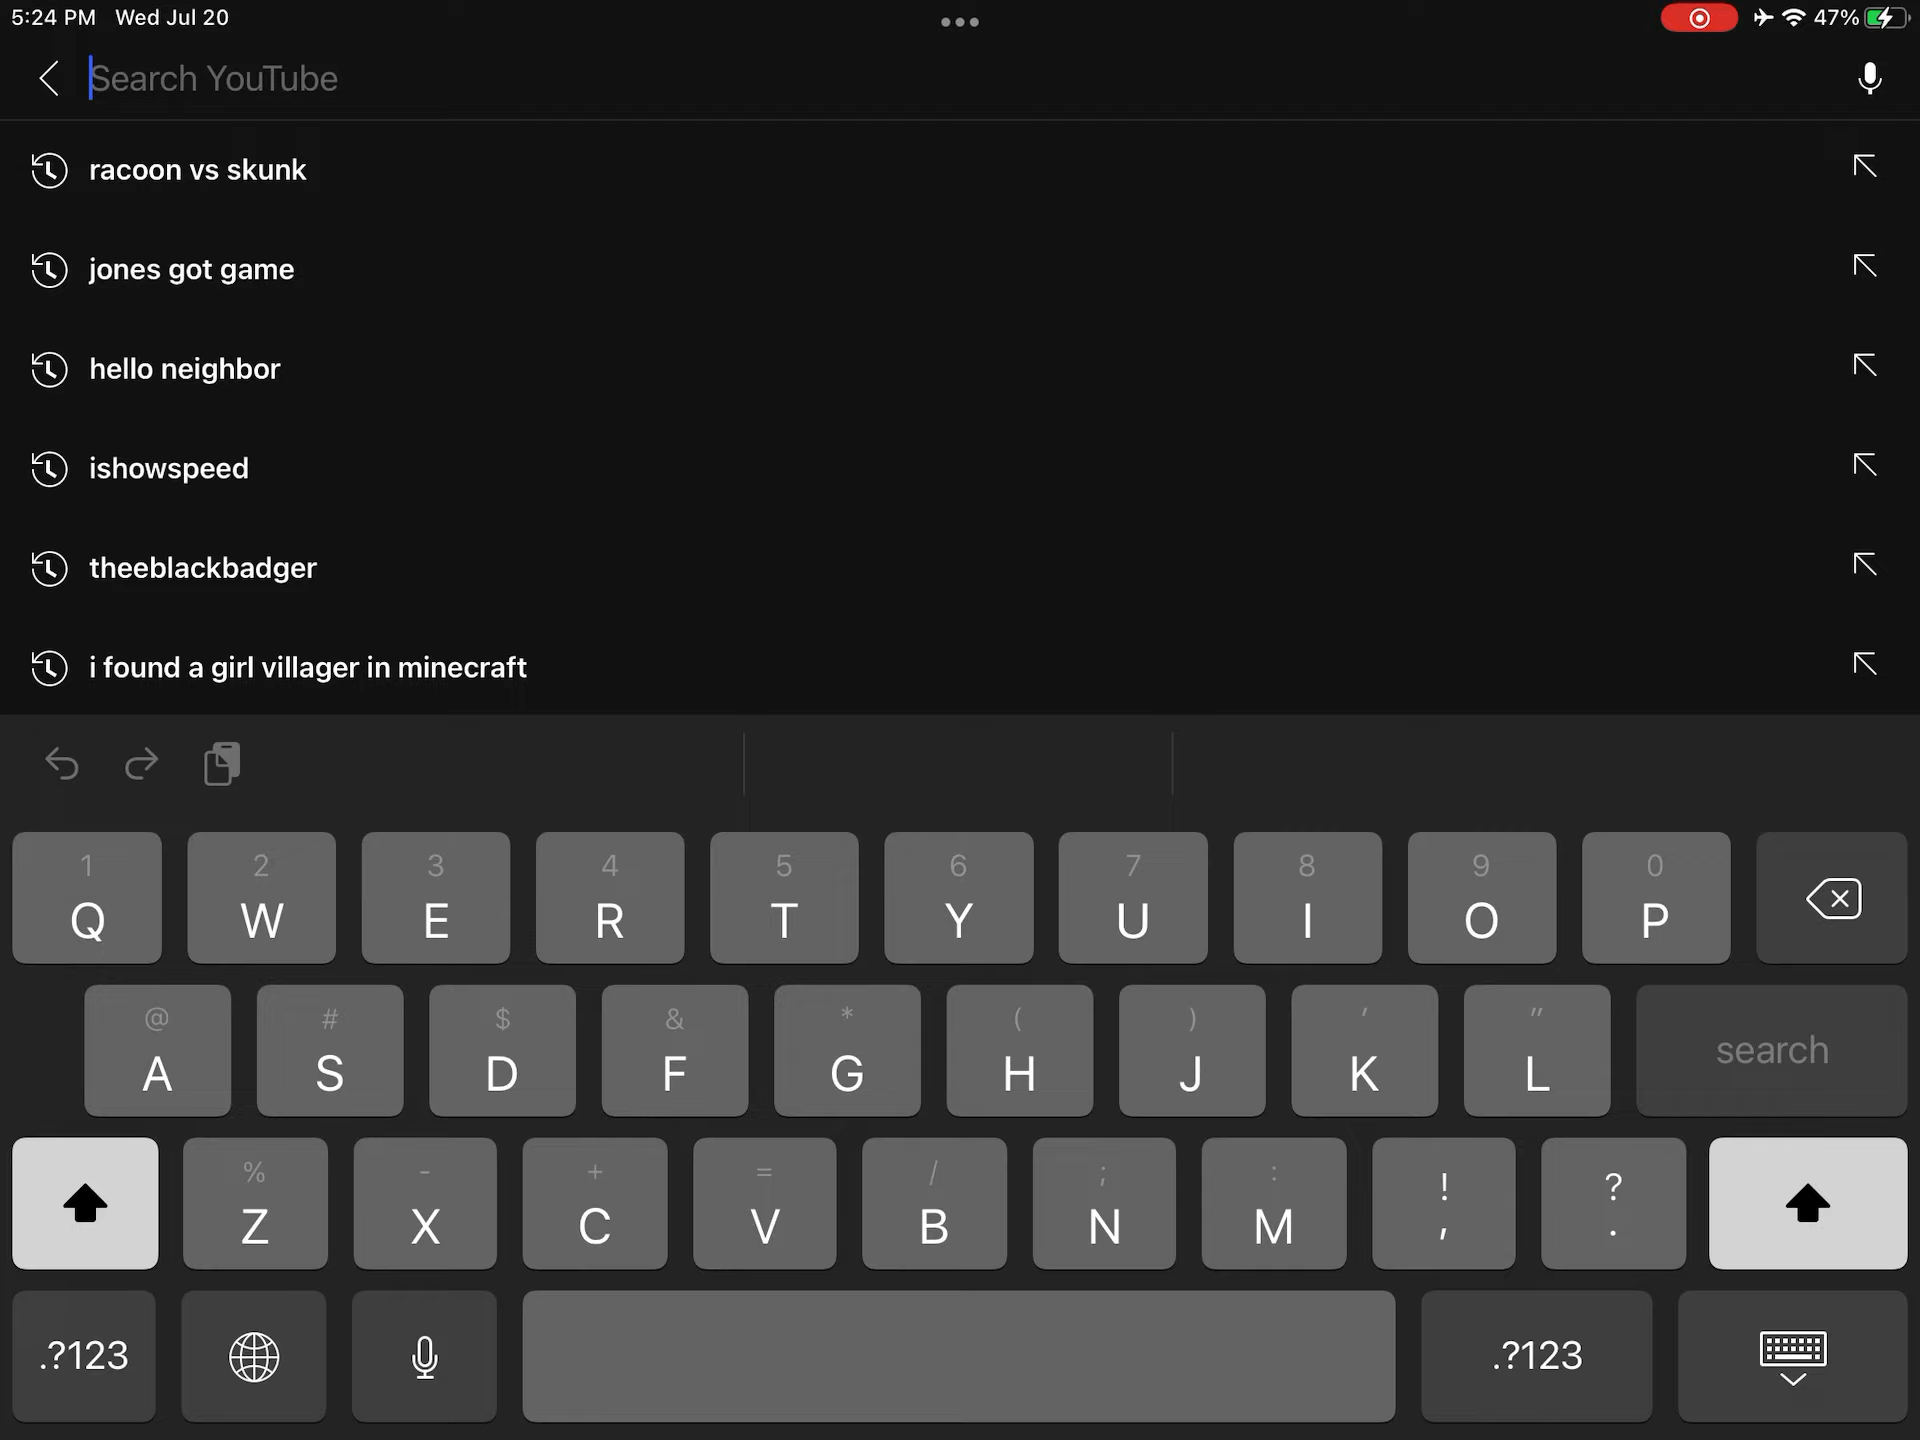 5:24 PM Wed Jul 20
47%
Search YouTube
racoon vs skunk
jones got game
hello neighbor
ishowspeed
theeblackbadger
i found a girl villager in minecraft
1 2 3 4 5 6 7 8 9 0
Q W E R T Y U I O P
@ # $ & * ( ) ' "
A S D F G H J K L search
% - + = / ; : ! ?
Z X C V B N M , .
.?123 .?123